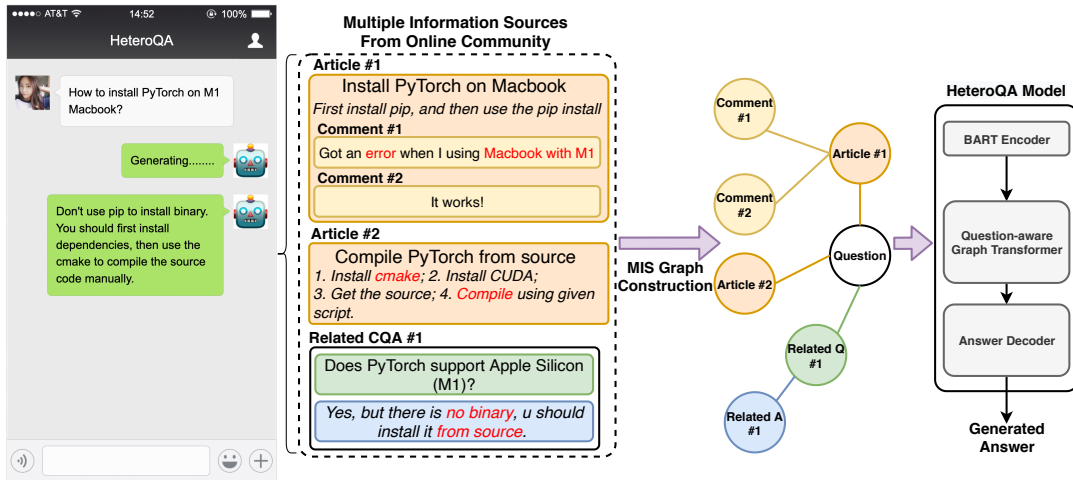 AT&T 14:52 100%
HeteroQA
How to install PyTorch on M1
Macbook?
Generating........
Don't use pip to install binary.
You should first install
dependencies, then use the
cmake to compile the source
code manually.
Multiple Information Sources
From Online Community
Article #1
Install PyTorch on Macbook
First install pip, and then use the pip install
Comment #1
Got an error when I using Macbook with M1
Comment #2
It works!
Article #2
Compile PyTorch from source
1. Install cmake; 2. Install CUDA;
3. Get the source; 4. Compile using given
script.
Related CQA #1
Does PyTorch support Apple Silicon
(M1)?
Yes, but there is no binary, u should
install it from source.
MIS Graph
Construction
Comment
#1
Article #1
Comment
#2
Question
Article #2
Related Q
#1
Related A
#1
HeteroQA Model
BART Encoder
Question-aware
Graph Transformer
Answer Decoder
Generated
Answer